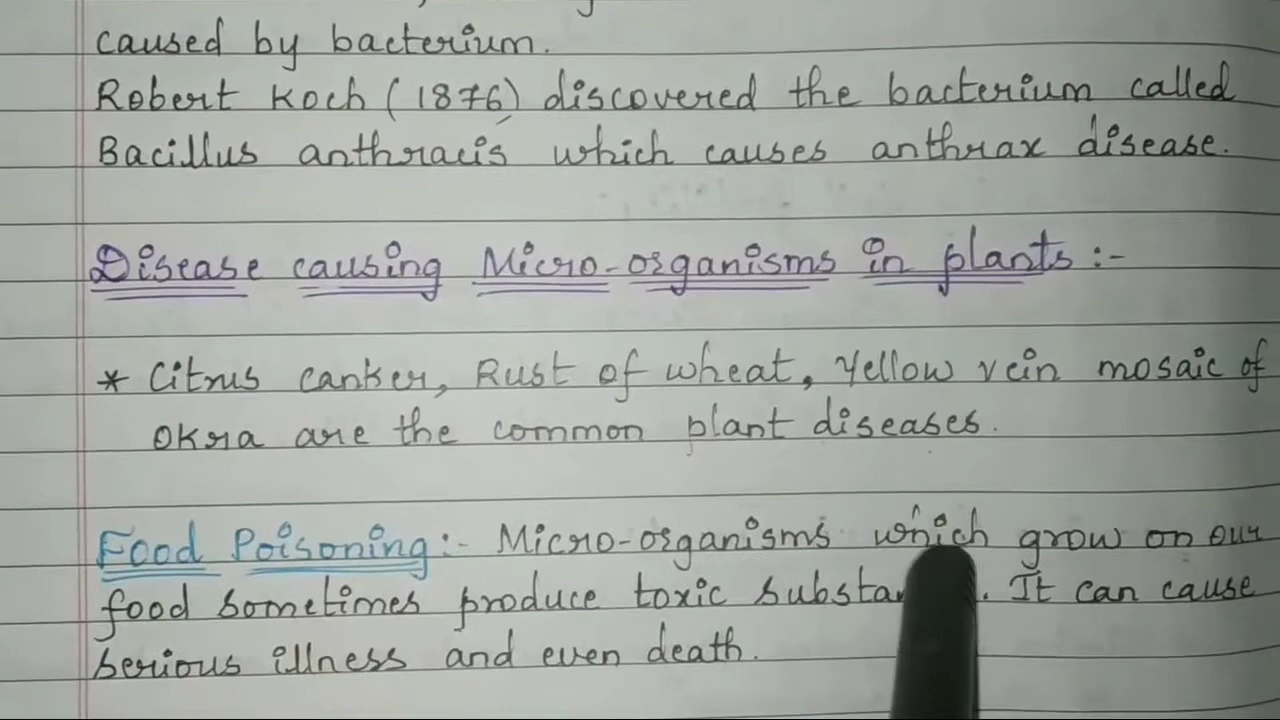 caused by bacterium.
Robert Koch (1876) discovered the bacterium called
Bacillus anthracis which causes anthrax disease.
Disease causing Micro-organisms in plants :-
* Citrus canker, Rust of wheat, Yellow vein mosaic of
Okra are the common plant diseases.
Food Poisoning :- Micro-organisms which grow on our
food sometimes produce toxic . It can cause
serious illness and even death.